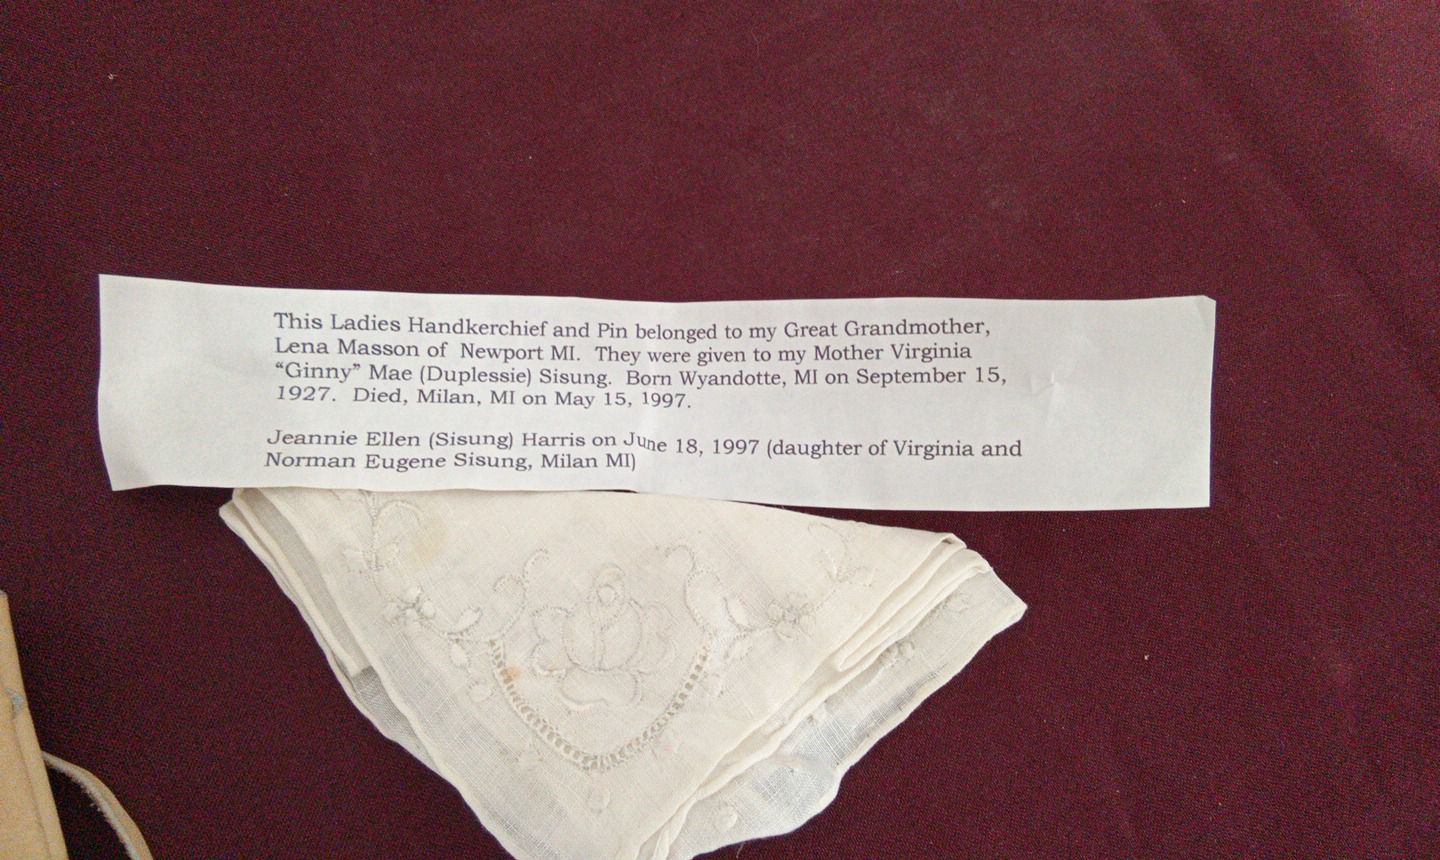 This Ladies Handkerchief and Pin belonged to my Great Grandmother,
Lena Masson of Newport MI. They were given to my Mother Virginia
“Ginny” Mae (Duplessie) Sisung. Born Wyandotte, MI on September 15,
1927. Died, Milan, MI on May 15, 1997.
Jeannie Ellen (Sisung) Harris on June 18, 1997 (daughter of Virginia and
Norman Eugene Sisung, Milan MI)